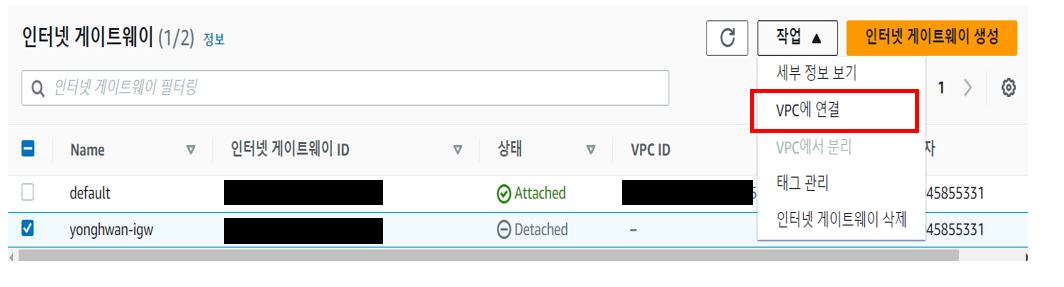 인터넷 게이트웨이 (1/2) 정보
작업 ▲
인터넷 게이트웨이 생성
인터넷 게이트웨이 필터링
1
세부 정보 보기
VPC에 연결
VPC에서 분리
태그 관리
인터넷 게이트웨이 삭제
Name 인터넷 게이트웨이 ID 상태 VPC ID 자
default Attached 45855331
yonghwan-igw Detached – 45855331